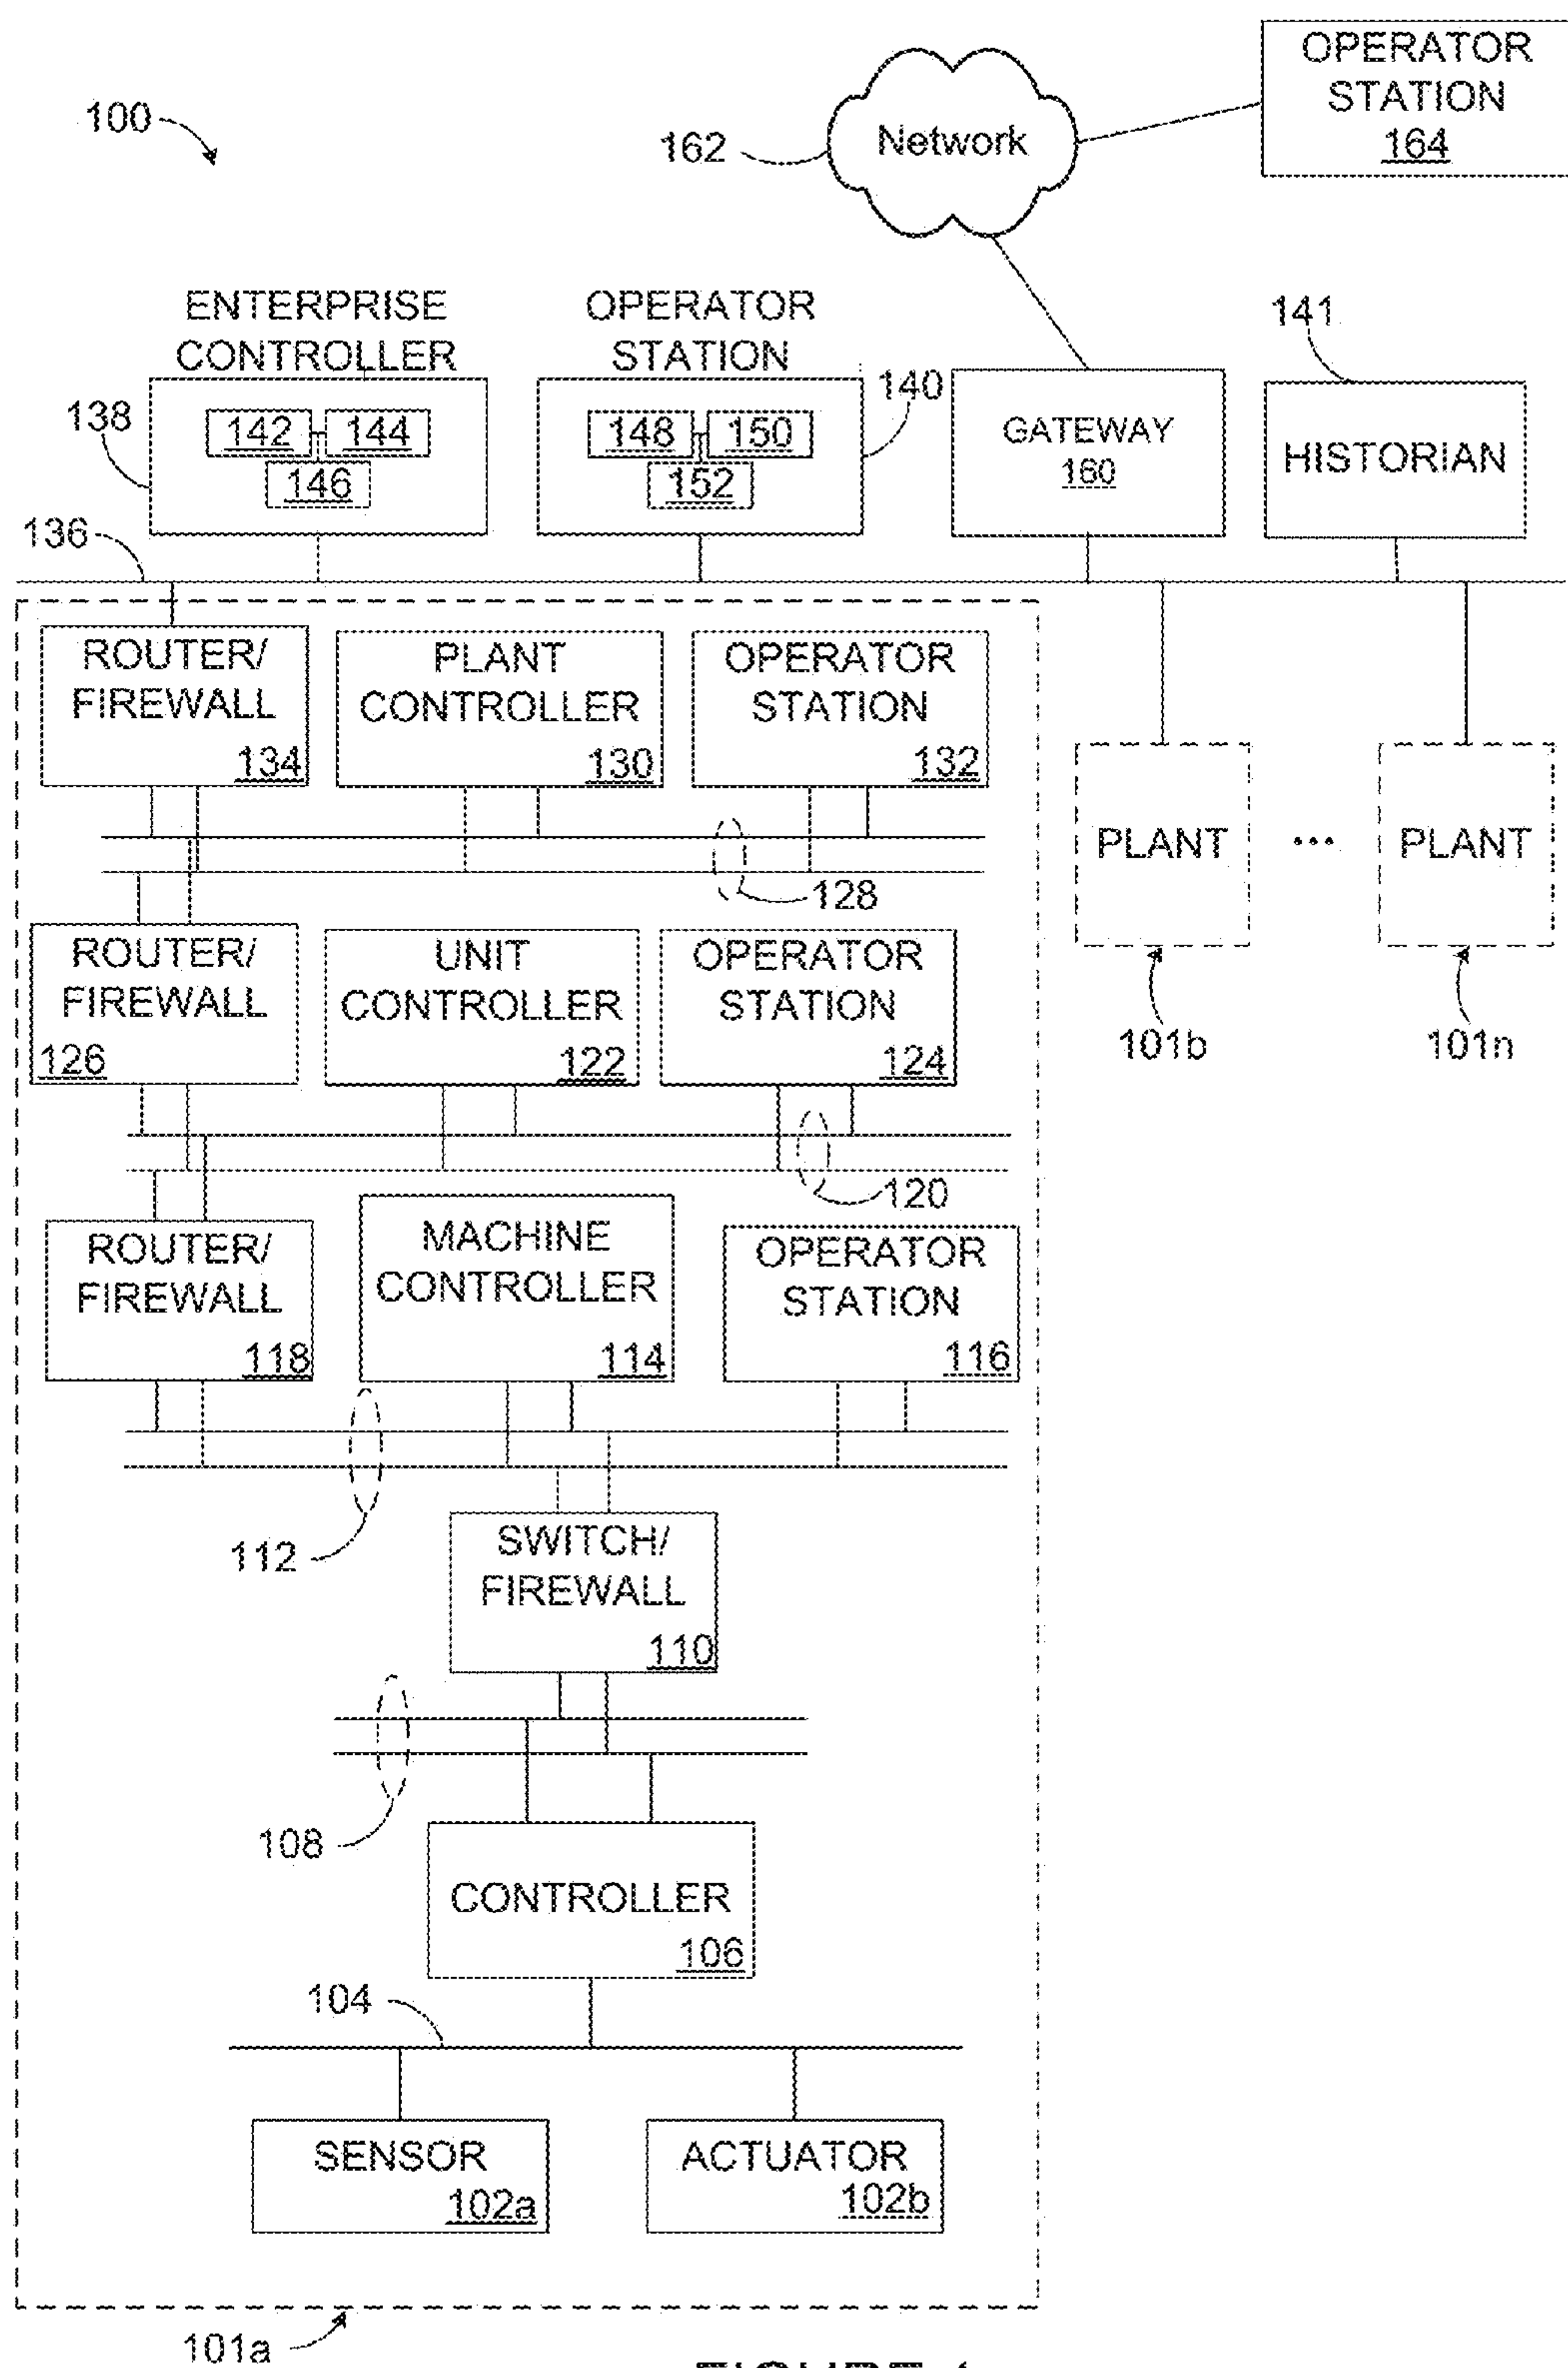 OPERATOR
STATION
164
100
162
Network
ENTERPRISE
CONTROLLER
OPERATOR
STATION
141
138
142
144
146
148
150
152
140
GATEWAY
160
HISTORIAN
136
ROUTER/
FIREWALL
134
PLANT
CONTROLLER
130
OPERATOR
STATION
132
128
PLANT
...
PLANT
101b
101n
ROUTER/
FIREWALL
126
UNIT
CONTROLLER
122
OPERATOR
STATION
124
120
ROUTER/
FIREWALL
118
MACHINE
CONTROLLER
114
OPERATOR
STATION
116
112
SWITCH/
FIREWALL
110
108
CONTROLLER
106
104
SENSOR
102a
ACTUATOR
102b
101a